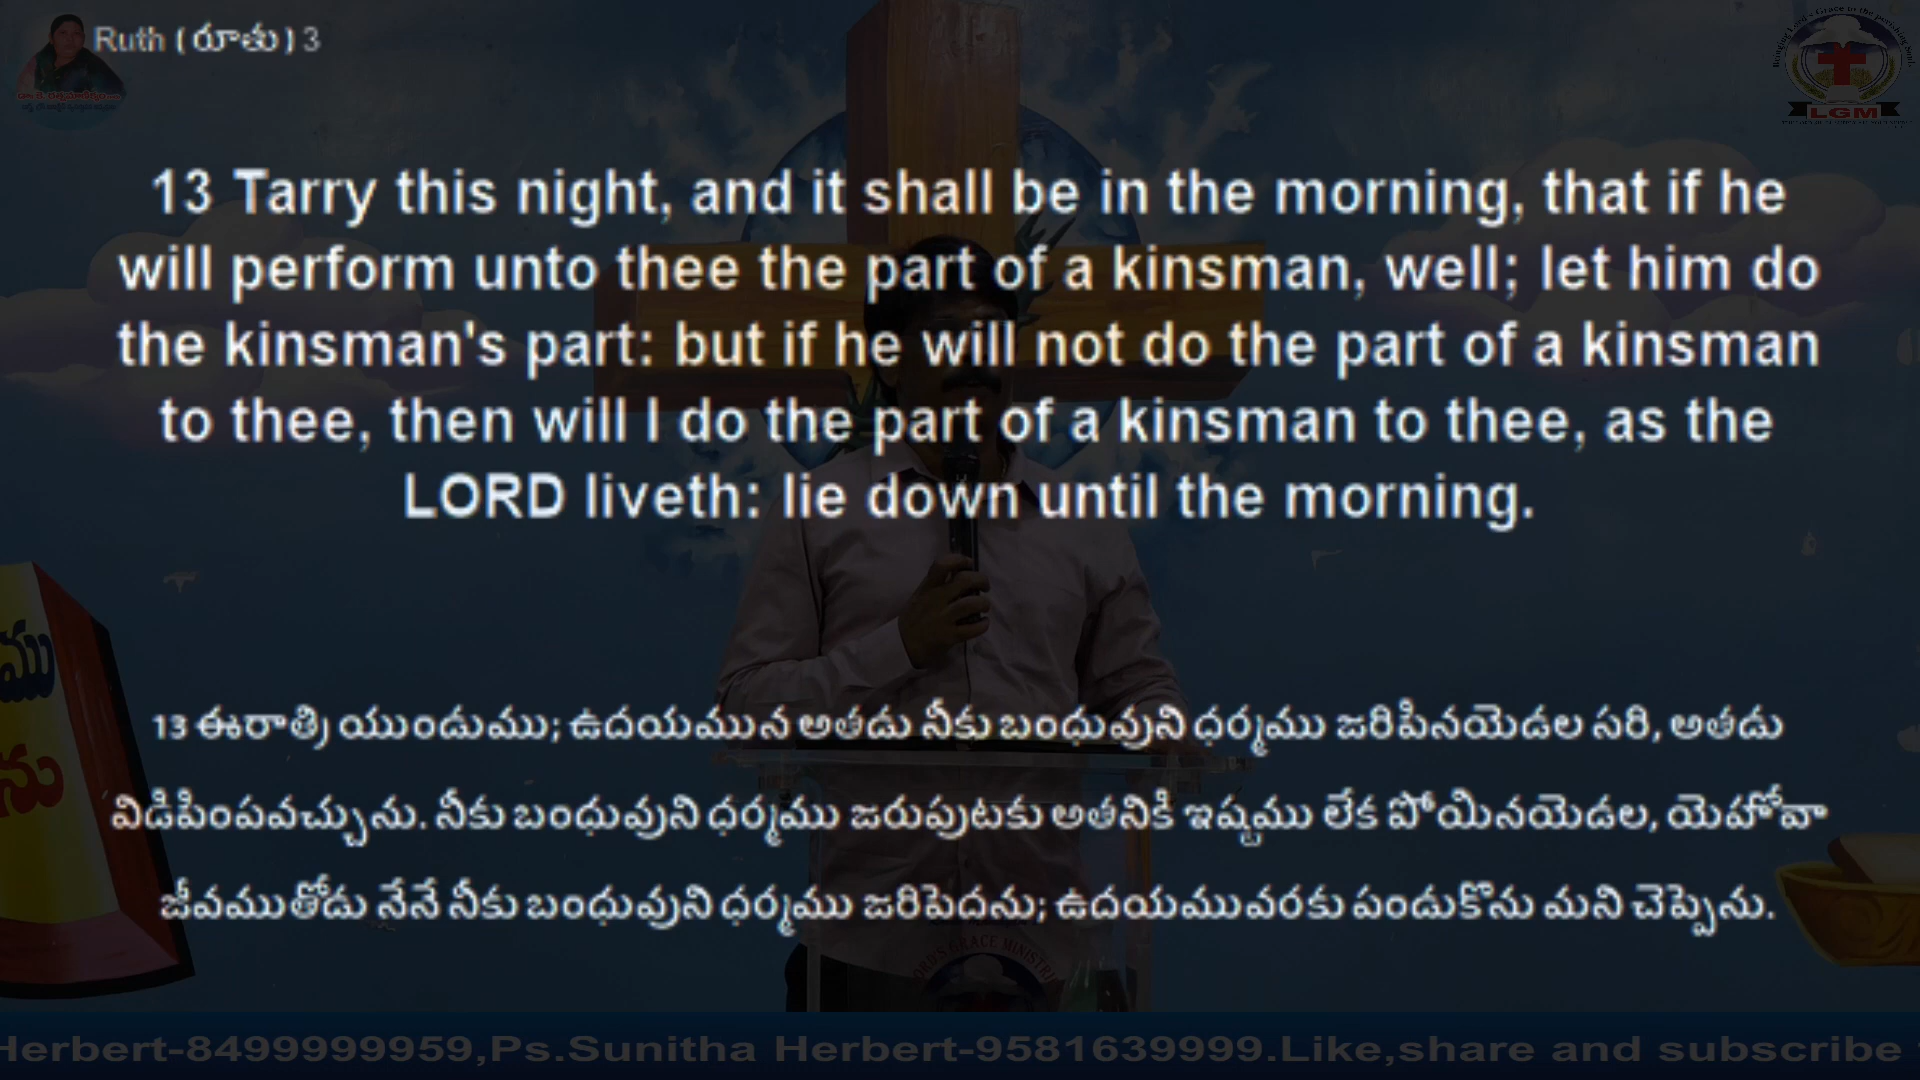 Ruth ( రూతు ) 3
LGM
13 Tarry this night, and it shall be in the morning, that if he
will perform unto thee the part of a kinsman, well; let him do
the kinsman's part: but if he will not do the part of a kinsman
to thee, then will I do the part of a kinsman to thee, as the
LORD liveth: lie down until the morning.
ము
ను
13 ఈరాత్రి యుండుము; ఉదయమున అతడు నీకు బంధువుని ధర్మము జరిపినయెడల సరి, అతడు
విడిపింపవచ్చును. నీకు బంధువుని ధర్మము జరుపుటకు అతనికి ఇష్టము లేక పోయినయెడల, యెహోవా
జీవముతోడు నేనే నీకు బంధువుని ధర్మము జరిపెదను; ఉదయమువరకు పండుకొను మని చెప్పెను.
LORD'S GRACE MINISTRI
Herbert-8499999959,Ps.Sunitha Herbert-9581639999.Like,share and subscribe